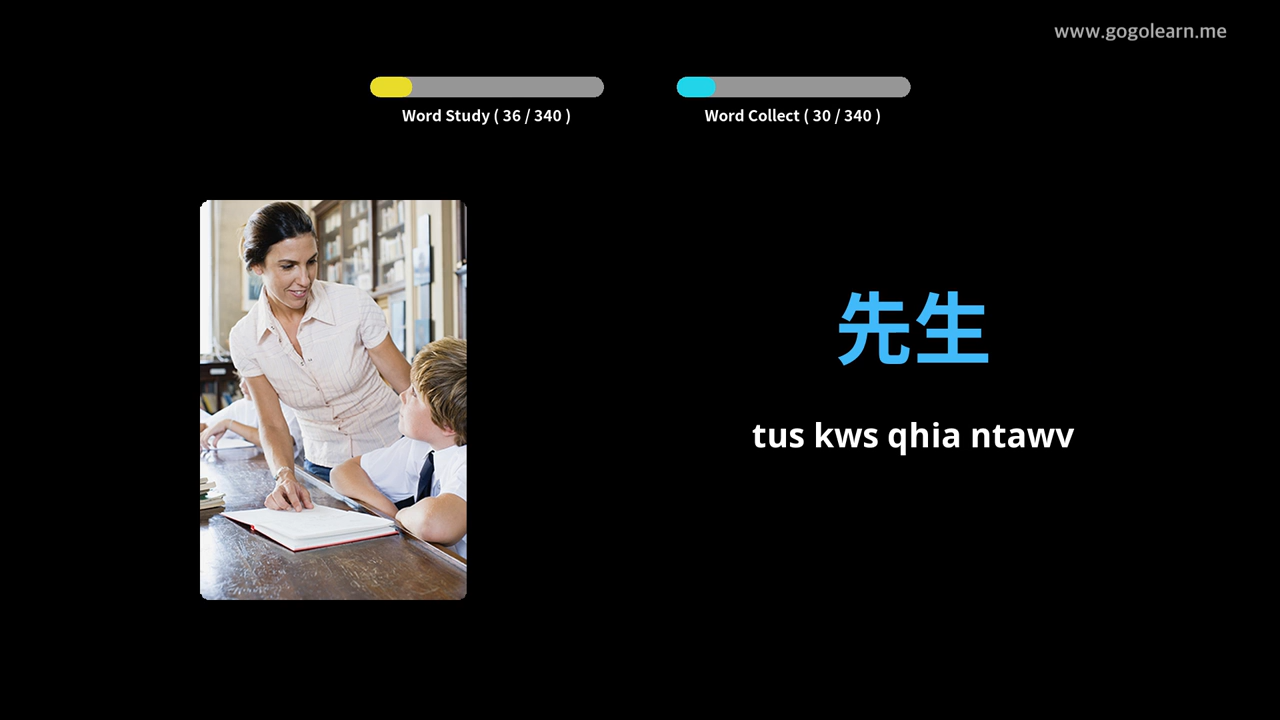 www.gogolearn.me
Word Study ( 36 / 340 )
Word Collect ( 30 / 340 )
先生
tus kws qhia ntawv